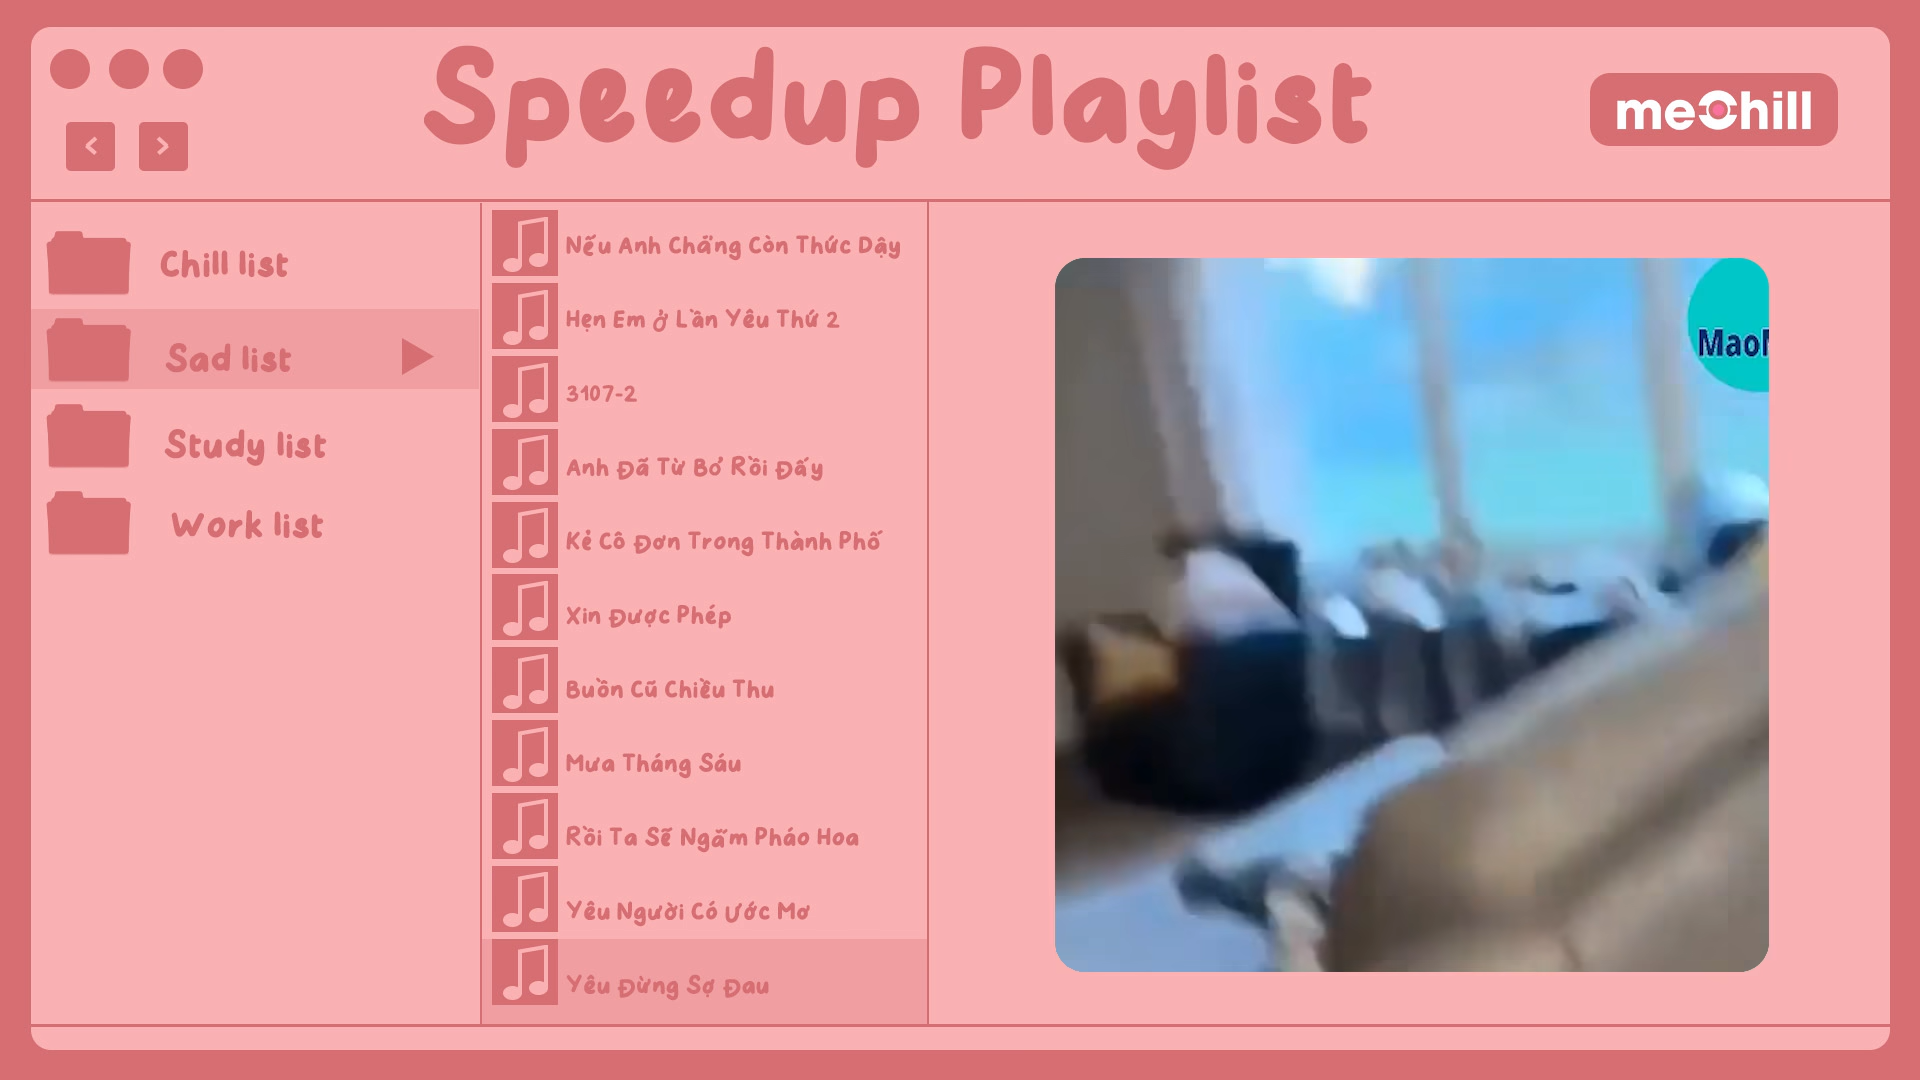 Speedup Playlist
mechill
Chill list
Sad list
Study list
Work list
Nếu Anh Chẳng Còn Thức Dậy
Hẹn Em ở Lần Yêu Thứ 2
3107-2
Anh Đã Từ Bỏ Rồi Đấy
Kẻ Cô Đơn Trong Thành Phố
Xin Được Phép
Buồn Cũ Chiều Thu
Mưa Tháng Sáu
Rồi Ta Sẽ Ngắm Pháo Hoa
Yêu Người Có Ước Mơ
Yêu Đừng Sợ Đau